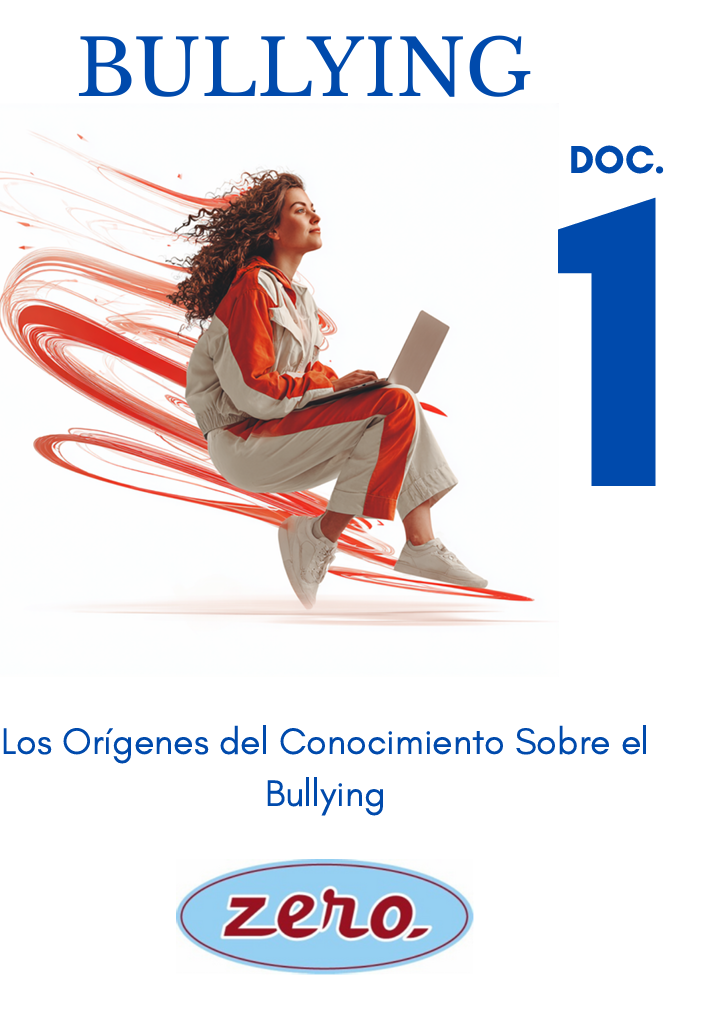 BULLYING
DOC.
1
Los Orígenes del Conocimiento Sobre el
Bullying
zero